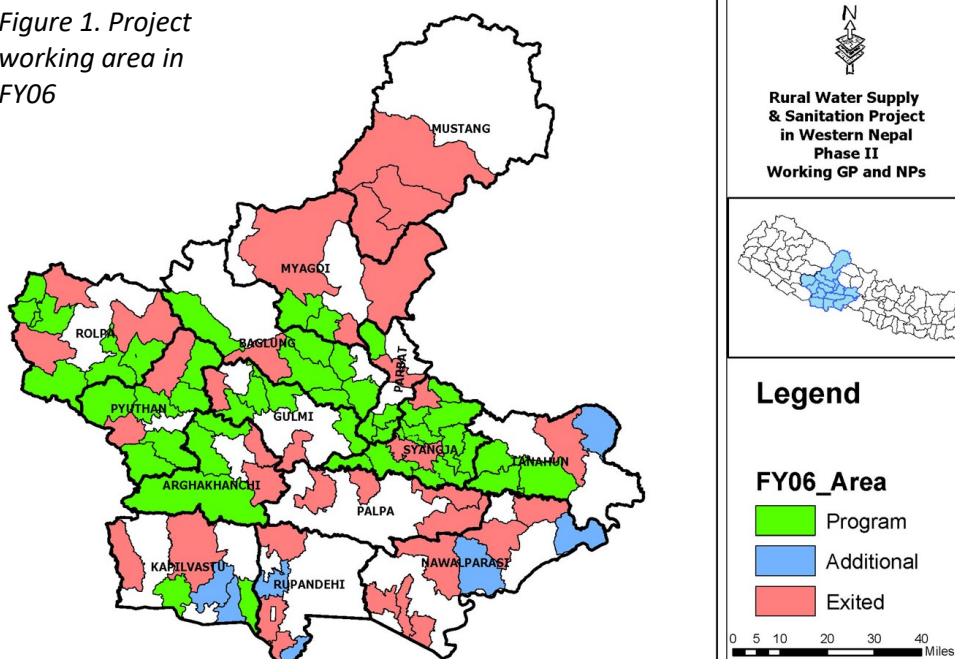 Figure 1. Project
working area in
FY06
MUSTANG
MYAGDI
ROLPA
BAGLUNG
PARBAT
PYUTHAN
GULMI
SYANGJA
TANAHUN
ARGHAKHANCHI
PALPA
KAPILVASTU
RUPANDEHI
NAWALPARASI
N
Rural Water Supply
& Sanitation Project
in Western Nepal
Phase II
Working GP and NPs
Legend
FY06_Area
Program
Additional
Exited
0 5 10 20 30 40
Miles